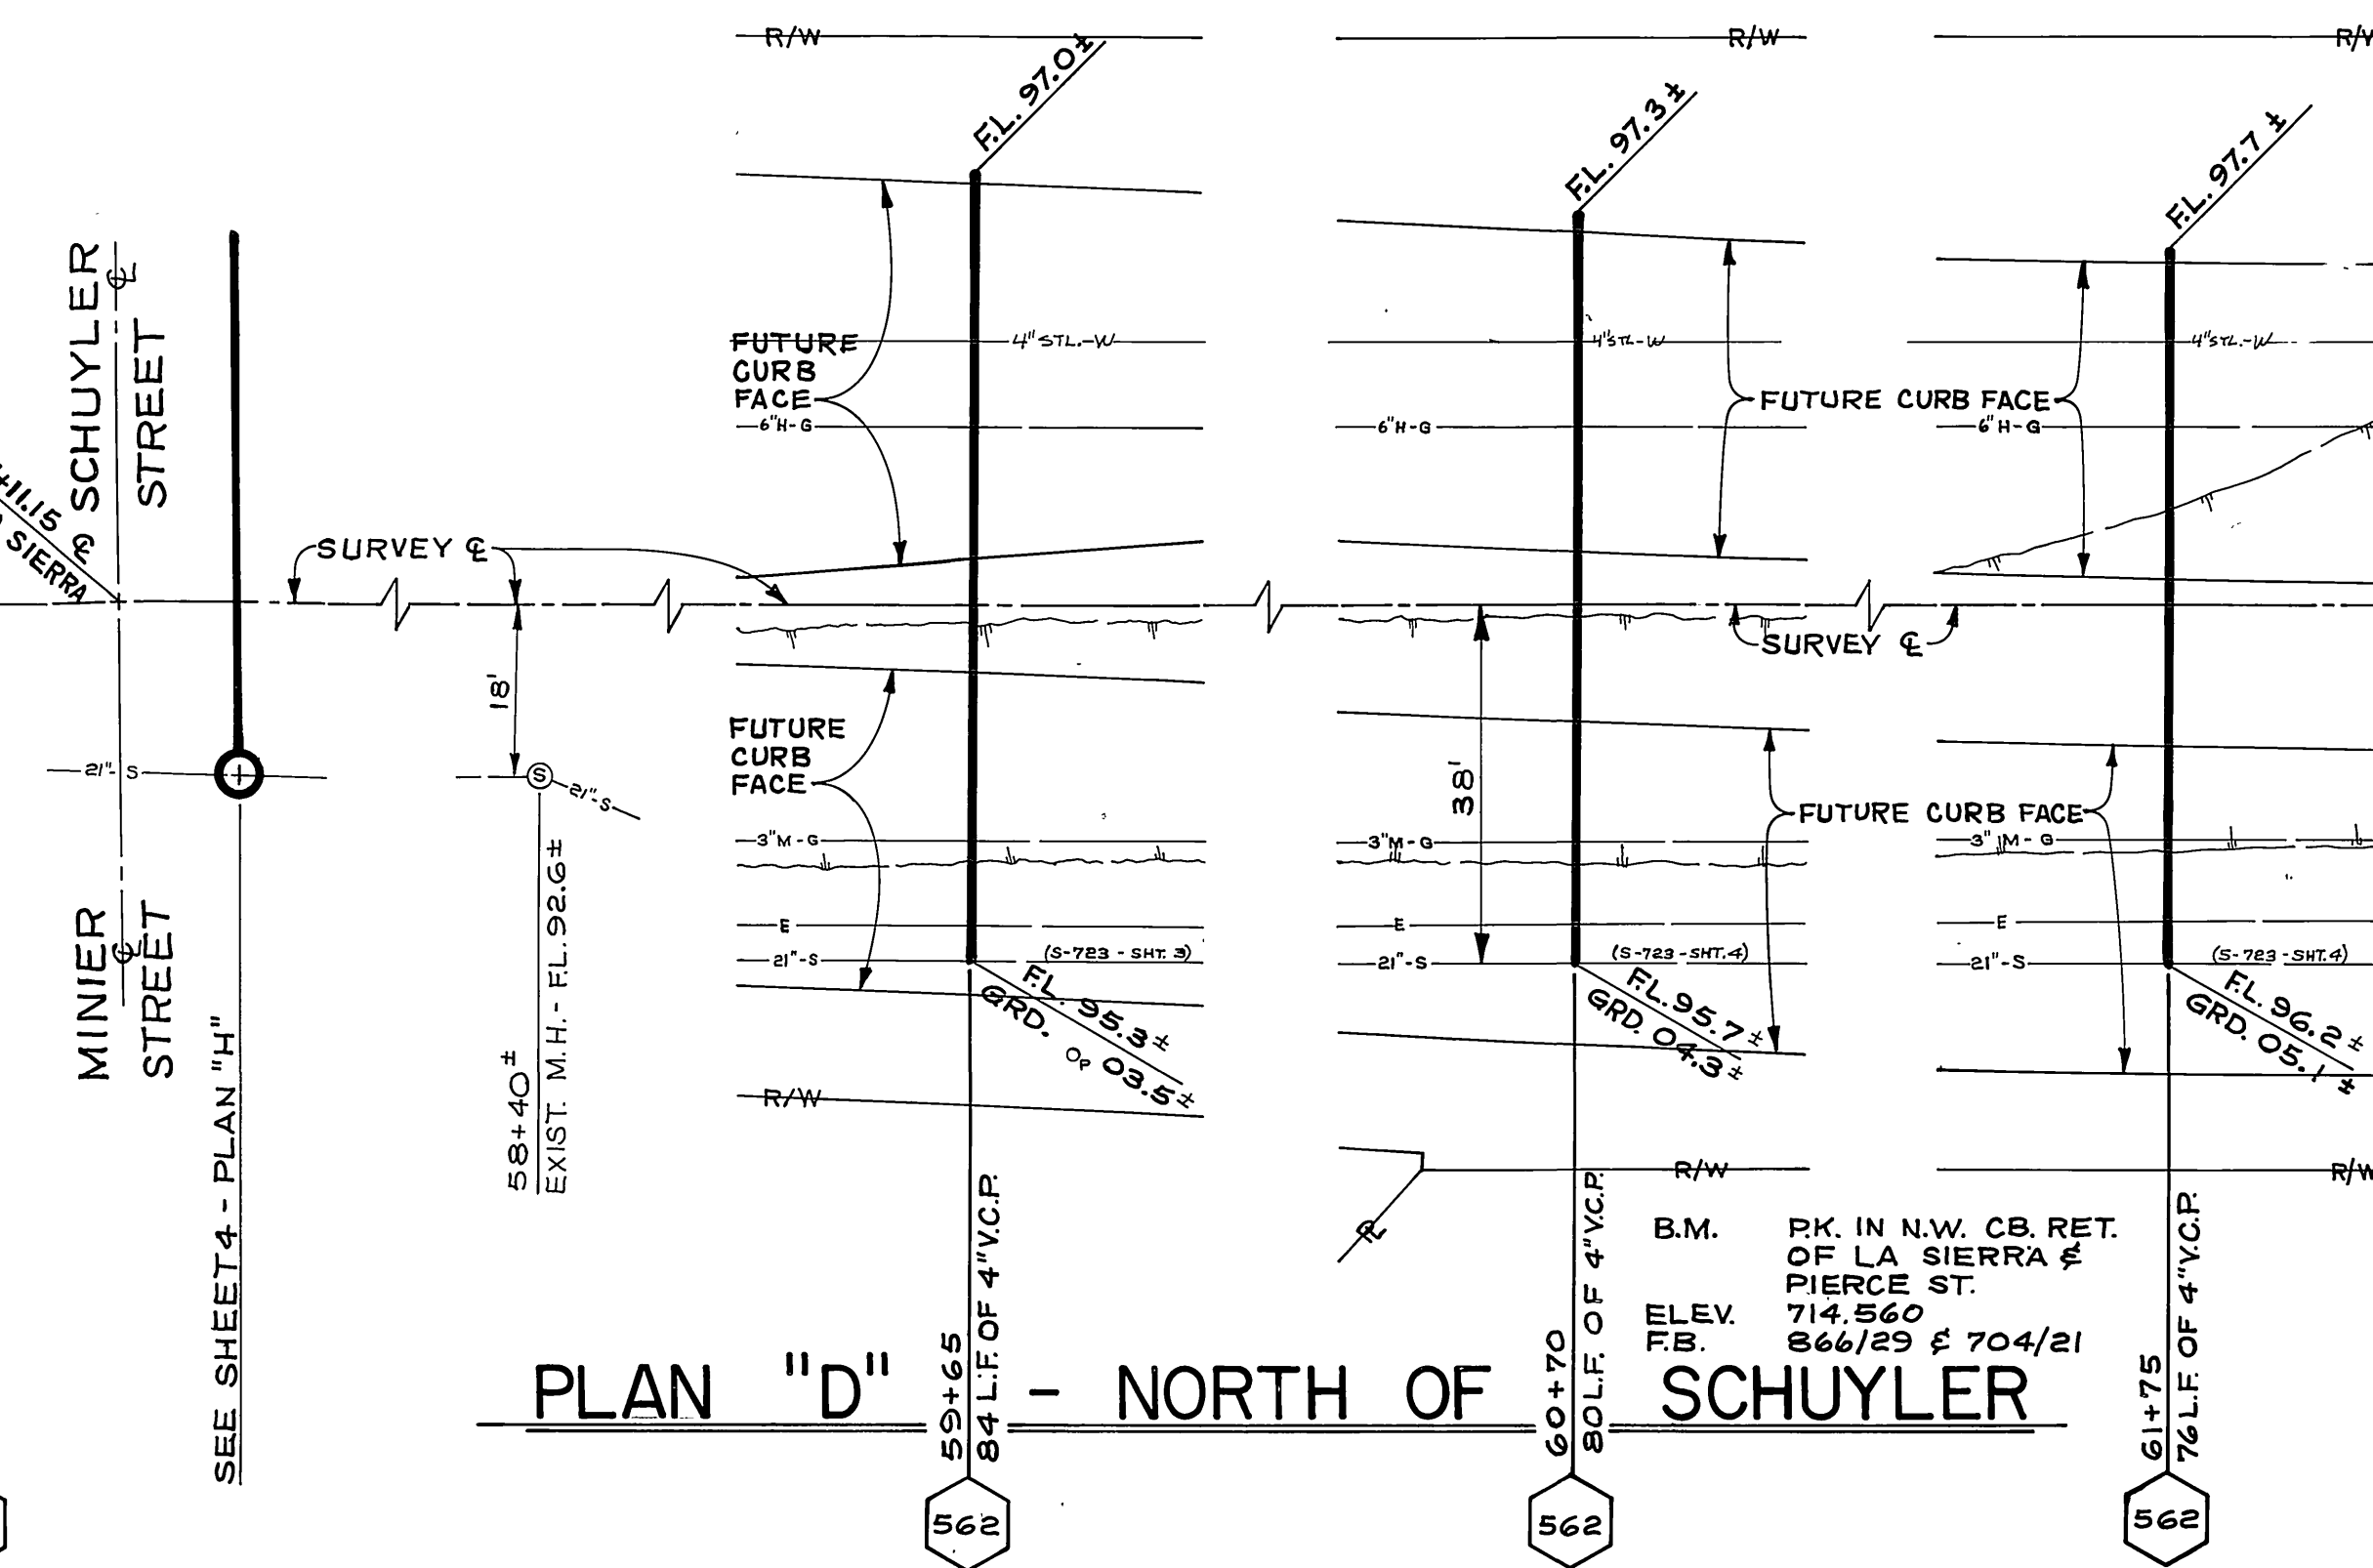 R/W
R/W
F.L. 97.0±
F.L. 97.3±
F.L. 97.7±
℄ SCHUYLER
STREET
℄
+11.15
SIERRA
FUTURE
CURB
FACE
4"STL.-W
4"STL-W
4"STL.-W
FUTURE CURB FACE
6"H-G
6"H-G
6"H-G
SURVEY ℄
SURVEY ℄
18'
38'
FUTURE
CURB
FACE
FUTURE CURB FACE
21"-S
S
21"-S
3"M-G
3"M-G
3"M-G
E
E
E
21"-S
(S-723 - SHT. 3)
21"-S
(S-723 - SHT. 4)
21"-S
(S-723 - SHT. 4)
MINIER
STREET
℄
SEE SHEET 4 - PLAN "H"
58+40±
EXIST. M.H. - F.L. 92.6±
F.L. 95.3±
GRD. 03.5±
F.L. 95.7±
GRD. 04.3±
F.L. 96.2±
GRD. 05.1±
R/W
R/W
R/W
B.M. P.K. IN N.W. CB. RET.
OF LA SIERRA &
PIERCE ST.
ELEV. 714.560
F.B. 866/29 & 704/21
59+65
84 L.F. OF 4" V.C.P.
60+70
80 L.F. OF 4" V.C.P.
61+75
76 L.F. OF 4" V.C.P.
PLAN "D" - NORTH OF SCHUYLER
562
562
562